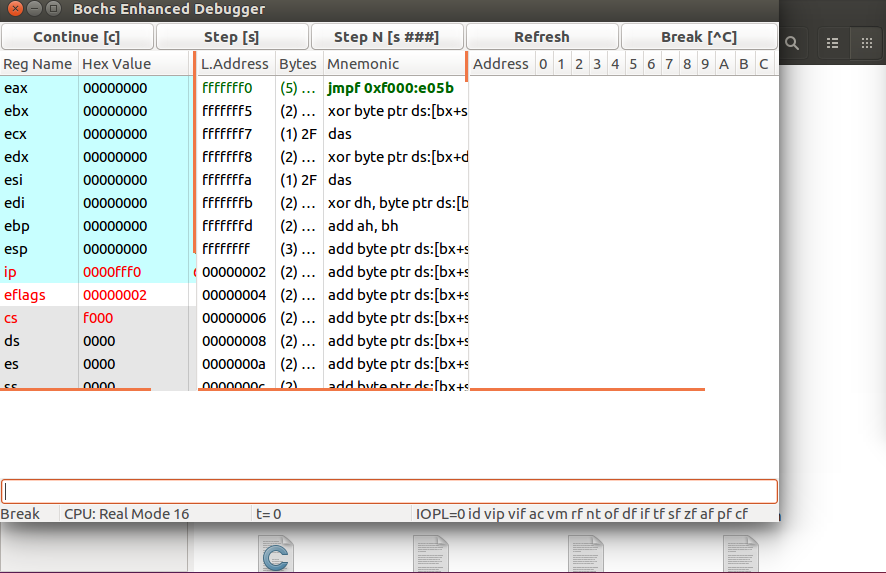 Bochs Enhanced Debugger
Continue [c] Step [s] Step N [s ###] Refresh Break [^C]
Reg Name Hex Value L.Address Bytes Mnemonic Address 0 1 2 3 4 5 6 7 8 9 A B C
eax 00000000 fffffff0 (5) ... jmpf 0xf000:e05b
ebx 00000000 fffffff5 (2) ... xor byte ptr ds:[bx+s
ecx 00000000 fffffff7 (1) 2F das
edx 00000000 fffffff8 (2) ... xor byte ptr ds:[bx+d
esi 00000000 fffffffa (1) 2F das
edi 00000000 fffffffb (2) ... xor dh, byte ptr ds:[b
ebp 00000000 fffffffd (2) ... add ah, bh
esp 00000000 ffffffff (3) ... add byte ptr ds:[bx+s
ip 0000fff0 00000002 (2) ... add byte ptr ds:[bx+s
eflags 00000002 00000004 (2) ... add byte ptr ds:[bx+s
cs f000 00000006 (2) ... add byte ptr ds:[bx+s
ds 0000 00000008 (2) ... add byte ptr ds:[bx+s
es 0000 0000000a (2) ... add byte ptr ds:[bx+s
ss 0000 0000000c (2) add byte ptr ds:[bx+s
Break CPU: Real Mode 16 t= 0 IOPL=0 id vip vif ac vm rf nt of df if tf sf zf af pf cf